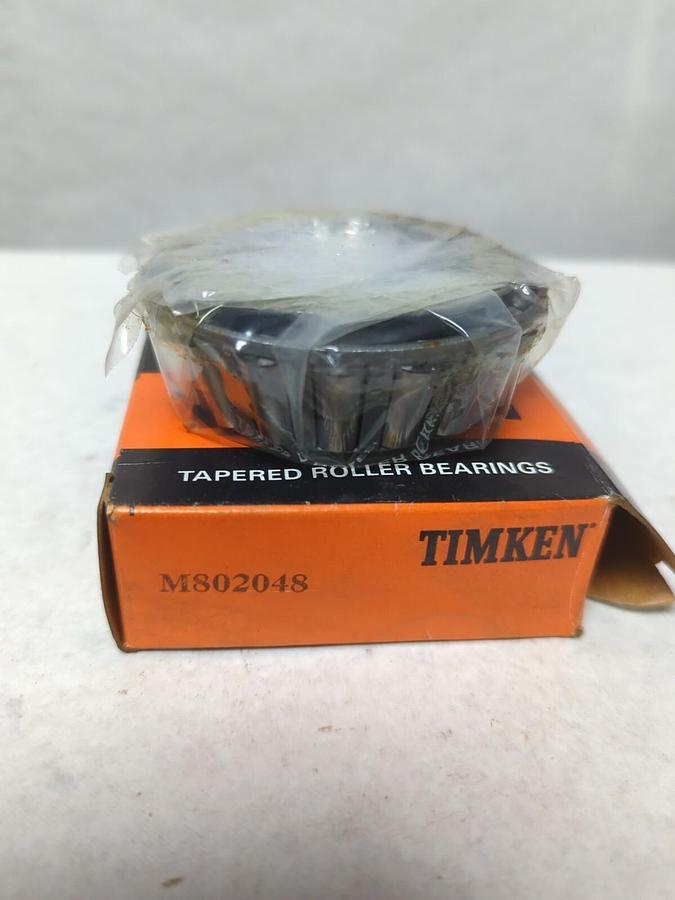 TAPERED ROLLER BEARINGS
TIMKEN
M802048